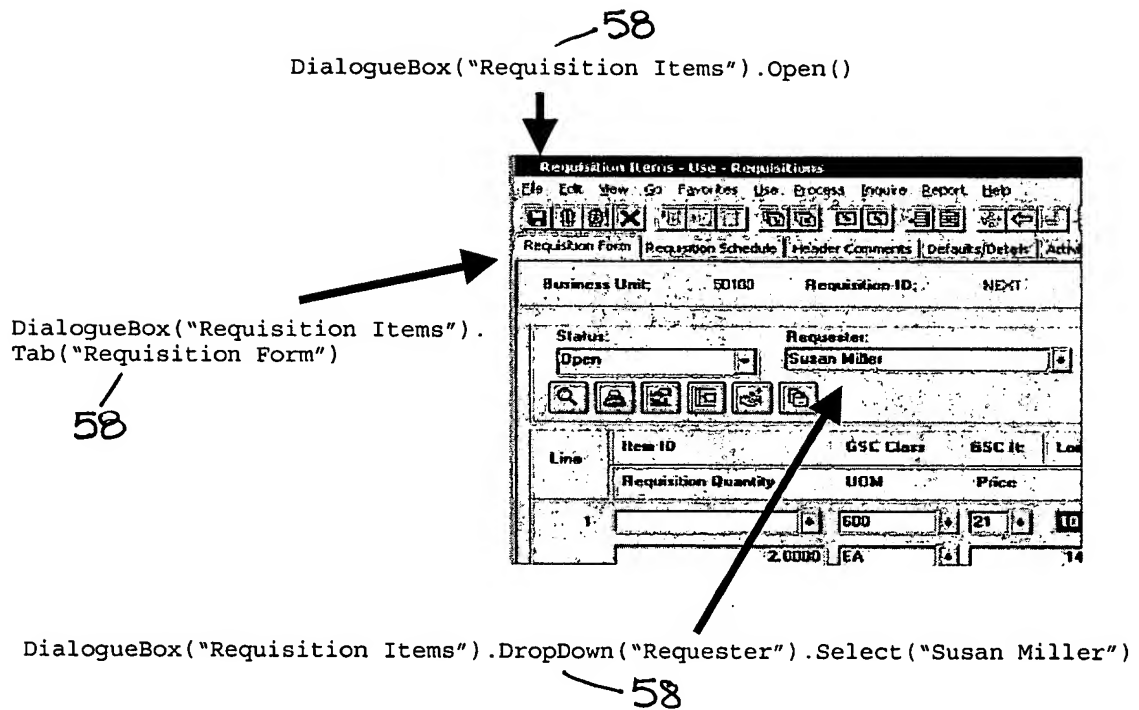 58
DialogueBox("Requisition Items").Open()
Requisition Items - Use - Requisitions
File Edit View Go Favorites Use Process Inquire Report Help
Requisition Form Requisition Schedule Header Comments Defaults/Details Activi
Business Unit: 50100 Requisition ID: NEXT
DialogueBox("Requisition Items").
Tab("Requisition Form")
58
Status: Requester:
Open Susan Miller
Line Item ID GSC Class GSC It
Requisition Quantity UOM Price
1 600 21 10
2.0000 EA 14
DialogueBox("Requisition Items").DropDown("Requester").Select("Susan Miller")
58